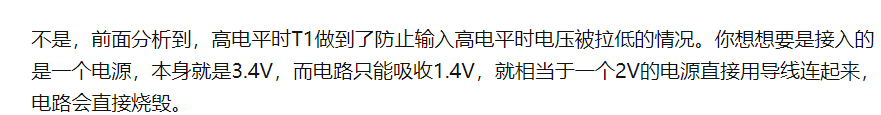 不是，前面分析到，高电平时T1做到了防止输入高电平时电压被拉低的情况。你想想要是接入的
是一个电源，本身就是3.4V，而电路只能吸收1.4V，就相当于一个2V的电源直接用导线连起来，
电路会直接烧毁。